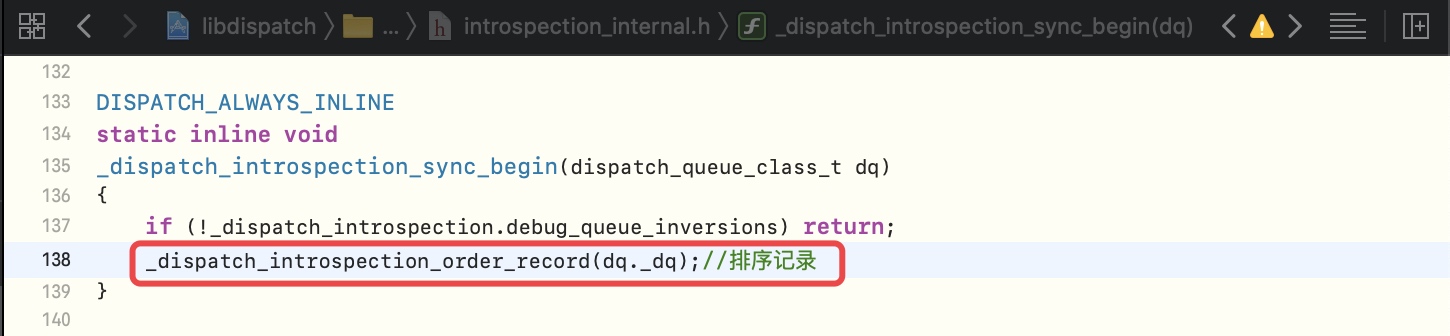 libdispatch 〉 ... 〉 h introspection_internal.h 〉 f _dispatch_introspection_sync_begin(dq)
132
133 DISPATCH_ALWAYS_INLINE
134 static inline void
135 _dispatch_introspection_sync_begin(dispatch_queue_class_t dq)
136 {
137 if (!_dispatch_introspection.debug_queue_inversions) return;
138 _dispatch_introspection_order_record(dq._dq);//排序记录
139 }
140